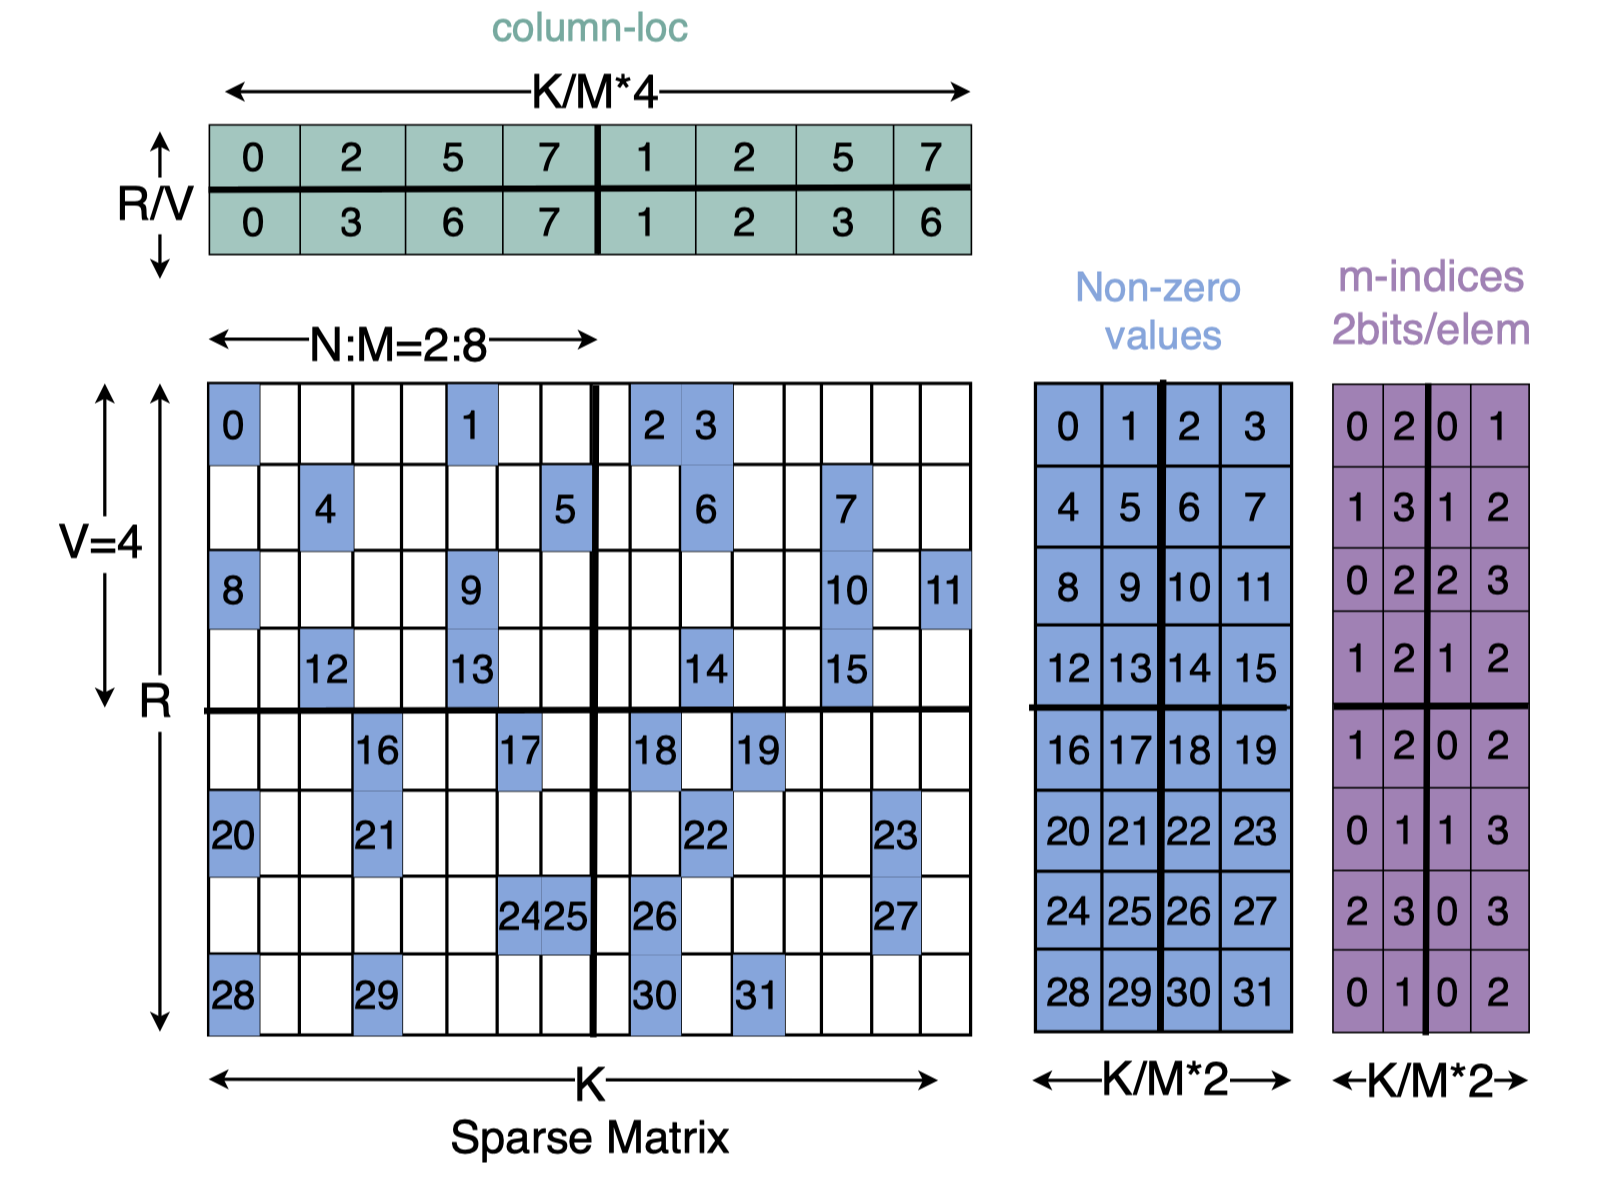 column-loc
K/M*4
0 2 5 7 1 2 5 7
R/V
0 3 6 7 1 2 3 6
N:M=2:8
Non-zero
values
m-indices
2bits/elem
0 1 2 3
4 5 6 7
8 9 10 11
12 13 14 15
16 17 18 19
20 21 22 23
24 25 26 27
28 29 30 31
V=4
R
K
Sparse Matrix
0 1 2 3
4 5 6 7
8 9 10 11
12 13 14 15
16 17 18 19
20 21 22 23
24 25 26 27
28 29 30 31
K/M*2
0 2 0 1
1 3 1 2
0 2 2 3
1 2 1 2
1 2 0 2
0 1 1 3
2 3 0 3
0 1 0 2
K/M*2